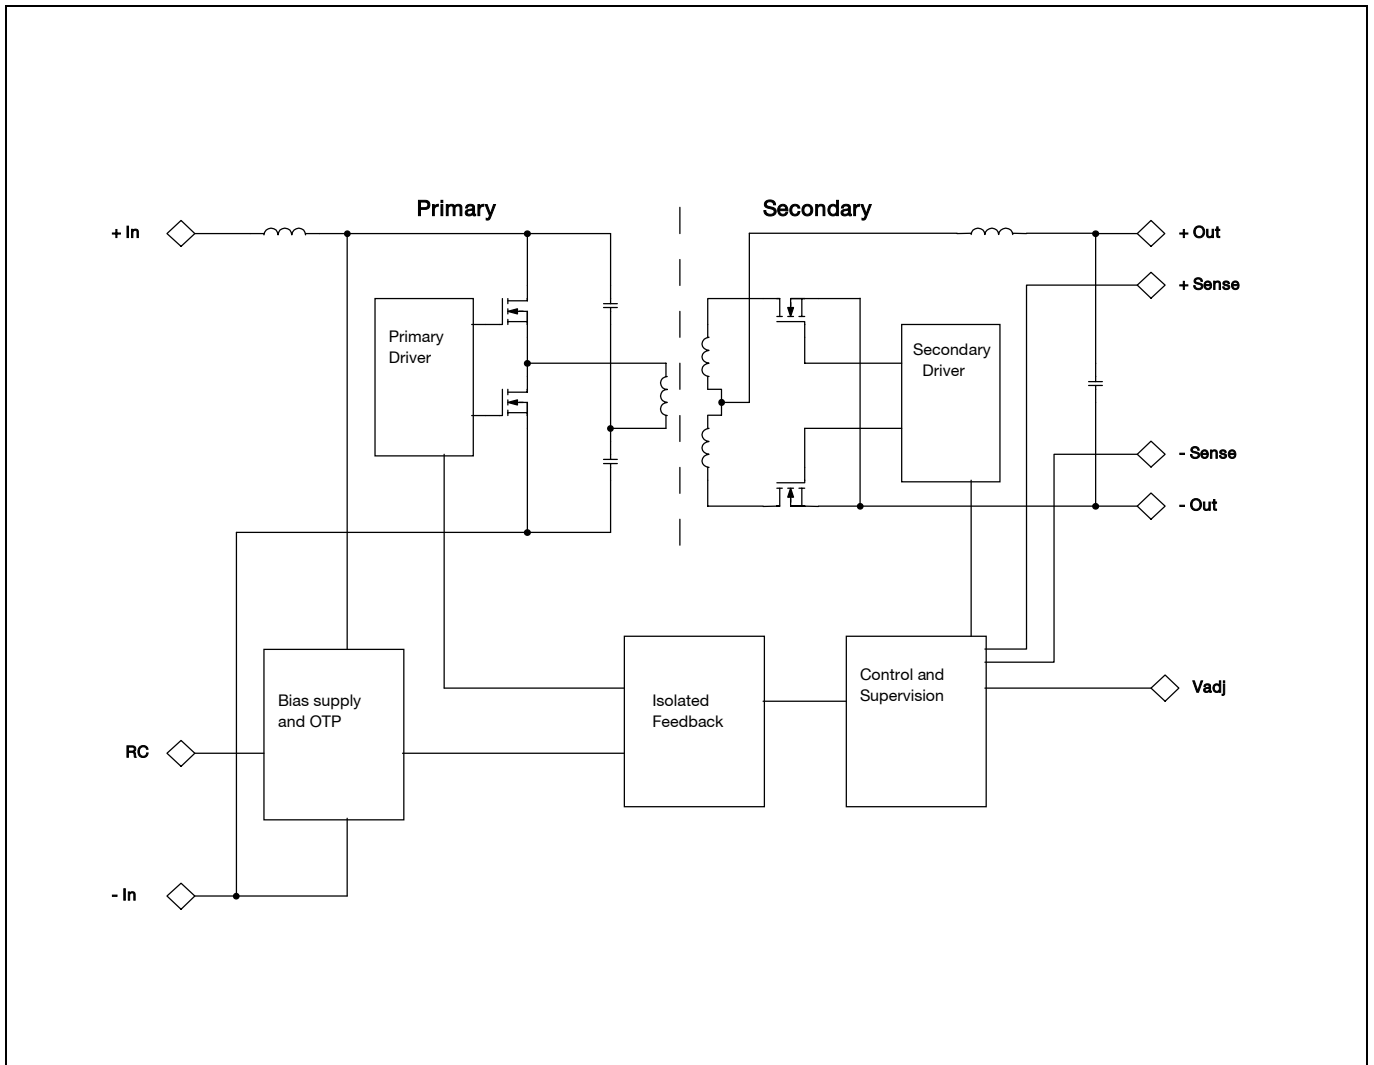 Primary
Secondary
+ In
+ Out
+ Sense
Primary
Driver
Secondary
Driver
- Sense
- Out
Bias supply
and OTP
Isolated
Feedback
Control and
Supervision
Vadj
RC
- In